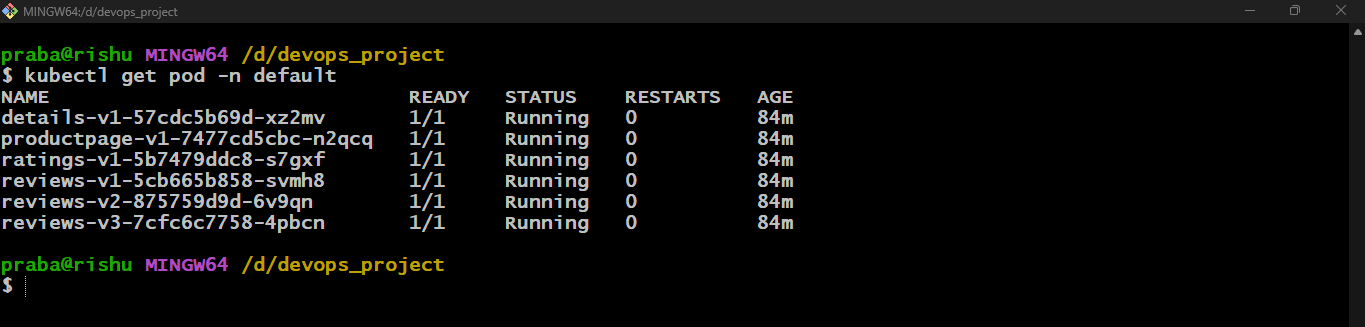 MINGW64:/d/devops_project
praba@rishu MINGW64 /d/devops_project
$ kubectl get pod -n default
NAME READY STATUS RESTARTS AGE
details-v1-57cdc5b69d-xz2mv 1/1 Running 0 84m
productpage-v1-7477cd5cbc-n2qcq 1/1 Running 0 84m
ratings-v1-5b7479ddc8-s7gxf 1/1 Running 0 84m
reviews-v1-5cb665b858-svmh8 1/1 Running 0 84m
reviews-v2-875759d9d-6v9qn 1/1 Running 0 84m
reviews-v3-7cfc6c7758-4pbcn 1/1 Running 0 84m
praba@rishu MINGW64 /d/devops_project
$